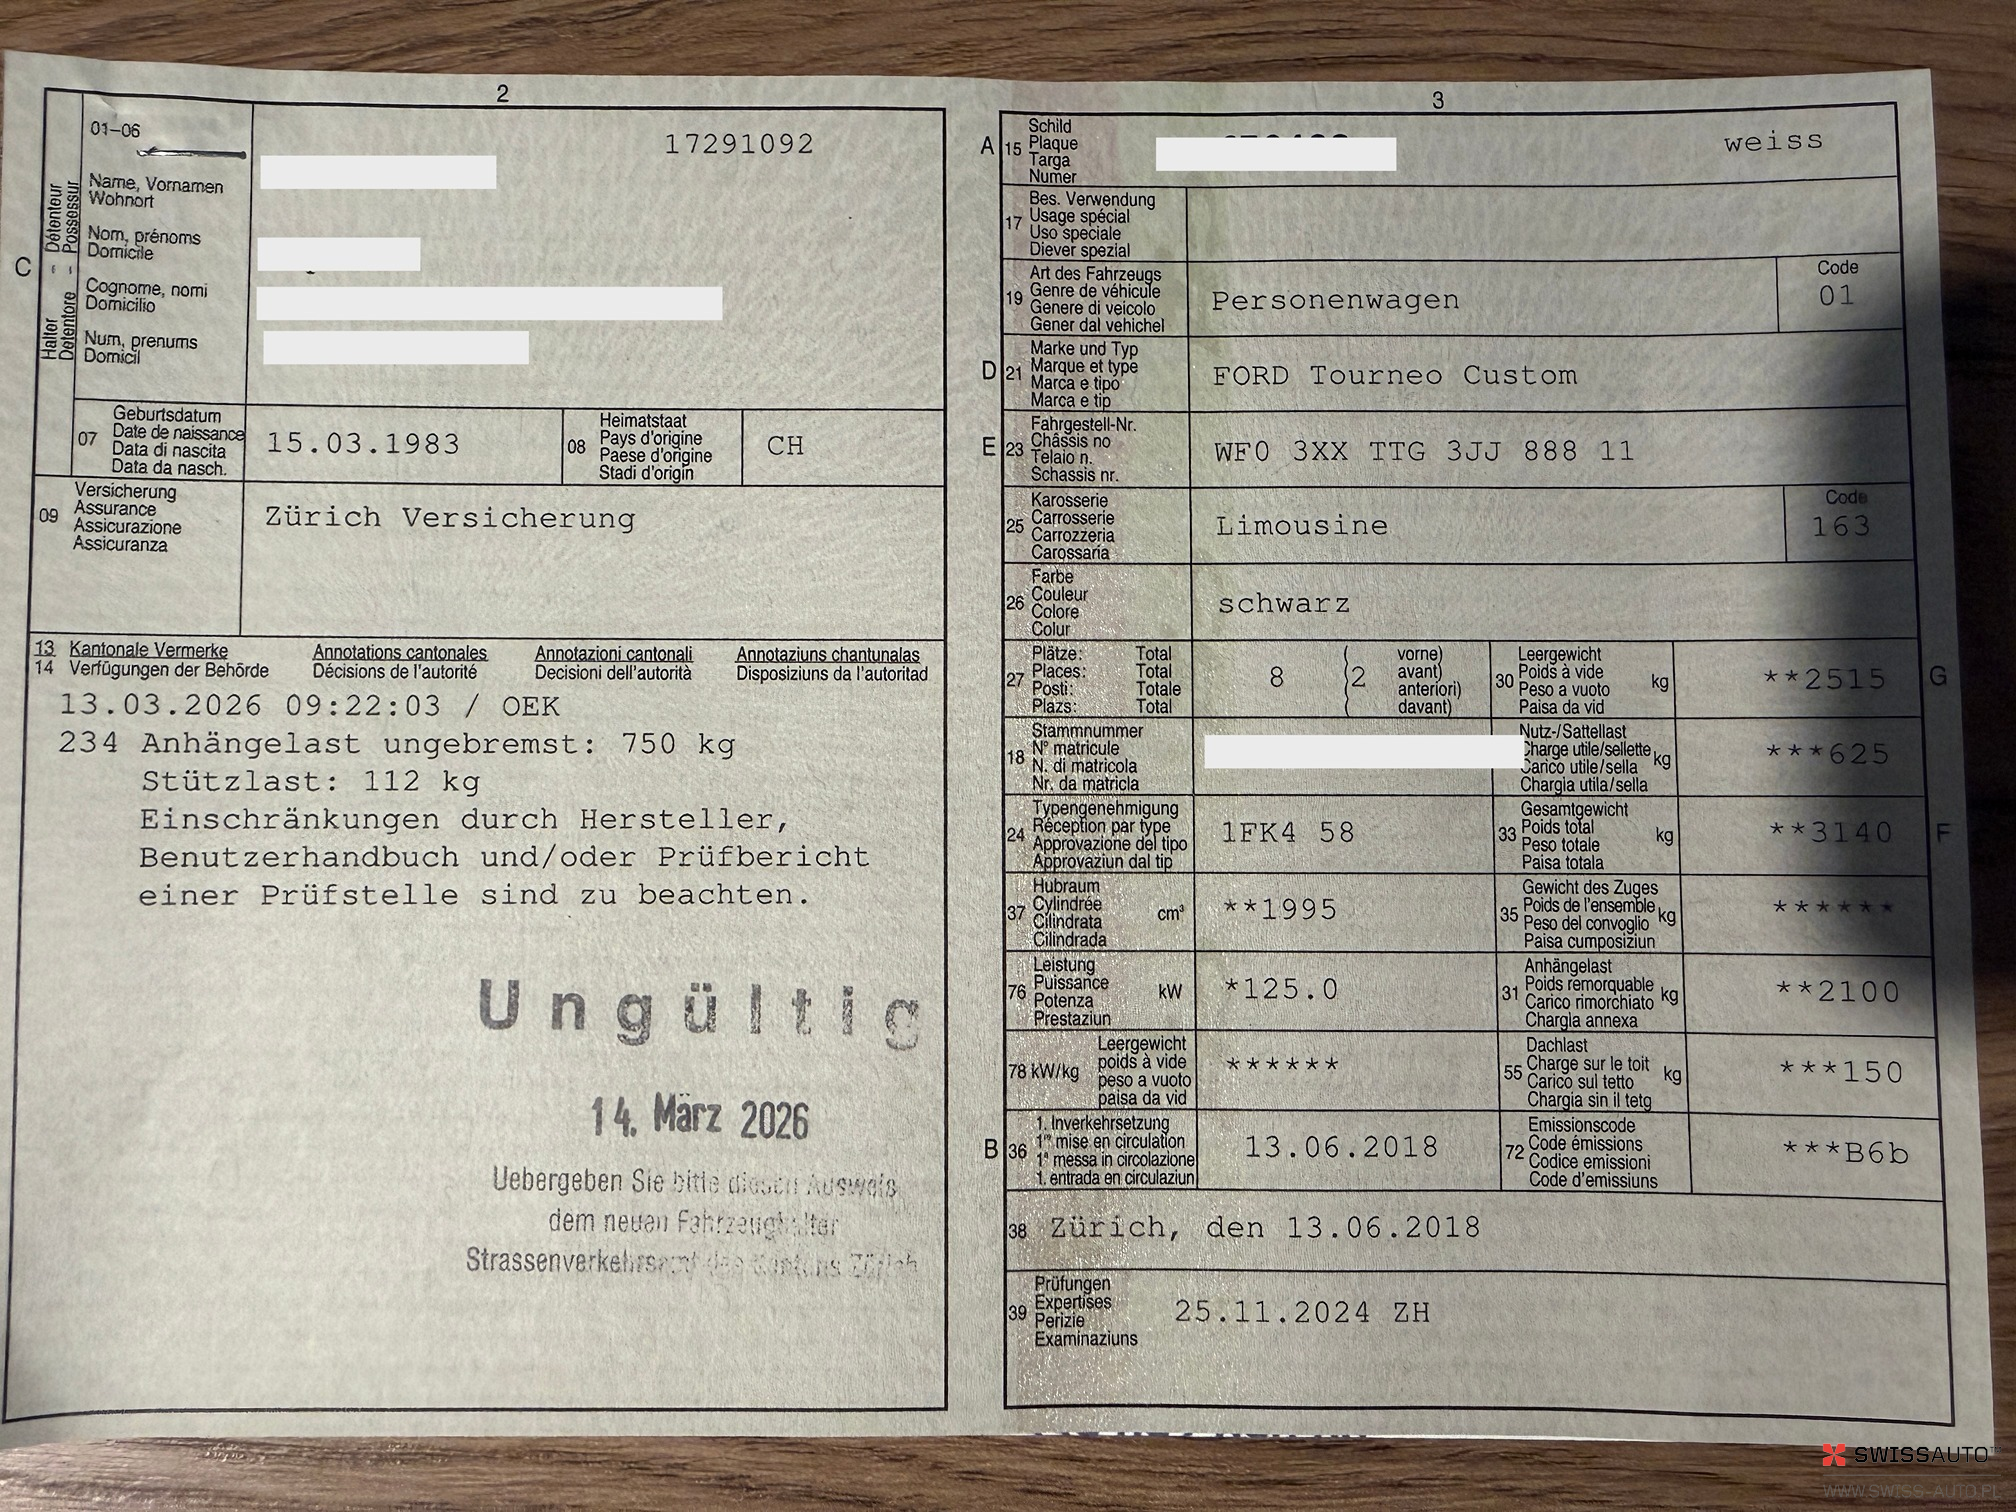 2
01-06
17291092
Name, Vornamen
Wohnort
Nom, prénoms
Domicile
Cognome, nomi
Domicilio
Num, prenums
Domicil
C
Halter - Détenteur
Detentore - Possessur
07
Geburtsdatum
Date de naissance
Data di nascita
Data da nasch.
15.03.1983
08
Heimatstaat
Pays d'origine
Paese d'origine
Stadi d'origin
CH
09
Versicherung
Assurance
Assicurazione
Assicuranza
Zürich Versicherung
13 Kantonale Vermerke Annotations cantonales Annotazioni cantonali Annotaziuns chantunalas
14 Verfügungen der Behörde Décisions de l'autorité Decisioni dell'autorità Disposiziuns da l'autoritad
13.03.2026 09:22:03 / OEK
234 Anhängelast ungebremst: 750 kg
Stützlast: 112 kg
Einschränkungen durch Hersteller,
Benutzerhandbuch und/oder Prüfbericht
einer Prüfstelle sind zu beachten.
Ungültig
14. März 2026
Uebergeben Sie bitte diesen Ausweis
dem neuen Fahrzeughalter
Strassenverkehrsamt des Kantons Zürich
3
A 15
Schild
Plaque
Targa
Numer
weiss
17
Bes. Verwendung
Usage spécial
Uso speciale
Diever spezial
19
Art des Fahrzeugs
Genre de véhicule
Genere di veicolo
Gener dal vehichel
Personenwagen
Code
01
D 21
Marke und Typ
Marque et type
Marca e tipo
Marca e tip
FORD Tourneo Custom
E 23
Fahrgestell-Nr.
Châssis no
Telaio n.
Schassis nr.
WF0 3XX TTG 3JJ 888 11
25
Karosserie
Carrosserie
Carrozzeria
Carossaria
Limousine
Code
163
26
Farbe
Couleur
Colore
Colur
schwarz
27
Plätze: Total
Places: Total
Posti: Totale
Plazs: Total
8
( vorne)
(2 avant)
( anteriori)
( davant)
30
Leergewicht
Poids à vide
Peso a vuoto
Paisa da vid
kg
**2515
G
18
Stammnummer
N° matricule
N. di matricola
Nr. da matricla
Nutz-/Sattellast
Charge utile/sellette
Carico utile/sella
Chargia utila/sella
kg
***625
24
Typengenehmigung
Réception par type
Approvazione del tipo
Approvaziun dal tip
1FK4 58
33
Gesamtgewicht
Poids total
Peso totale
Paisa totala
kg
**3140
F
37
Hubraum
Cylindrée
Cilindrata
Cilindrada
cm³
**1995
35
Gewicht des Zuges
Poids de l'ensemble
Peso del convoglio
Paisa cumposiziun
kg
******
76
Leistung
Puissance
Potenza
Prestaziun
kW
*125.0
31
Anhängelast
Poids remorquable
Carico rimorchiato
Chargia annexa
kg
**2100
78 kW/kg
Leergewicht
poids à vide
peso a vuoto
paisa da vid
******
55
Dachlast
Charge sur le toit
Carico sul tetto
Chargia sin il tetg
kg
***150
B 36
1. Inverkehrsetzung
1re mise en circulation
1a messa in circolazione
1. entrada en circulaziun
13.06.2018
72
Emissionscode
Code émissions
Codice emissioni
Code d'emissiuns
***B6b
38 Zürich, den 13.06.2018
39
Prüfungen
Expertises
Perizie
Examinaziuns
25.11.2024 ZH
SWISSAUTO
WWW.SWISS-AUTO.PL